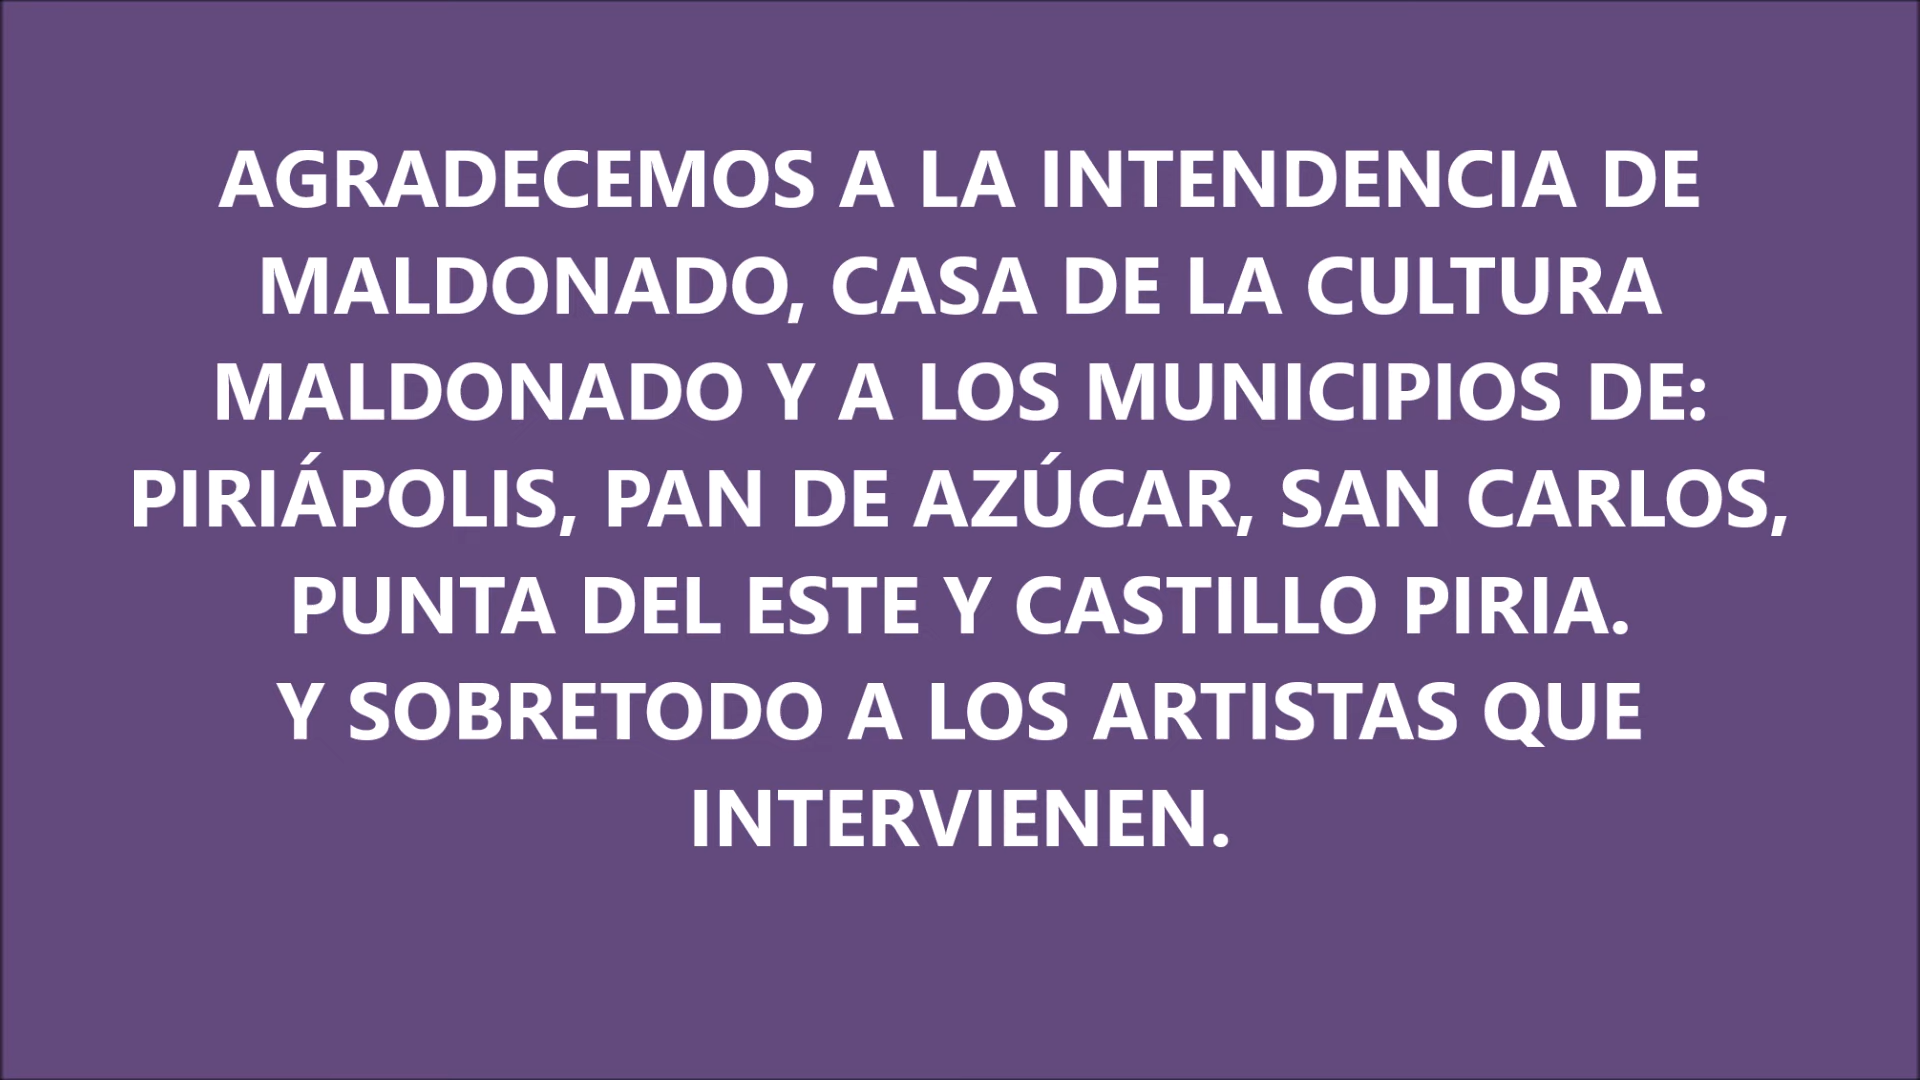 AGRADECEMOS A LA INTENDENCIA DE
MALDONADO, CASA DE LA CULTURA
MALDONADO Y A LOS MUNICIPIOS DE:
PIRIÁPOLIS, PAN DE AZÚCAR, SAN CARLOS,
PUNTA DEL ESTE Y CASTILLO PIRIA.
Y SOBRETODO A LOS ARTISTAS QUE
INTERVIENEN.